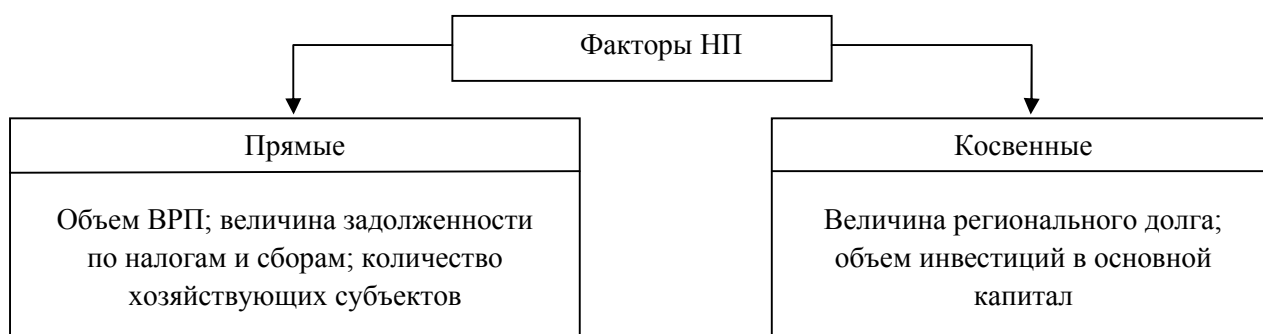 Факторы НП
Прямые
Объем ВРП; величина задолженности
по налогам и сборам; количество
хозяйствующих субъектов
Косвенные
Величина регионального долга;
объем инвестиций в основной
капитал